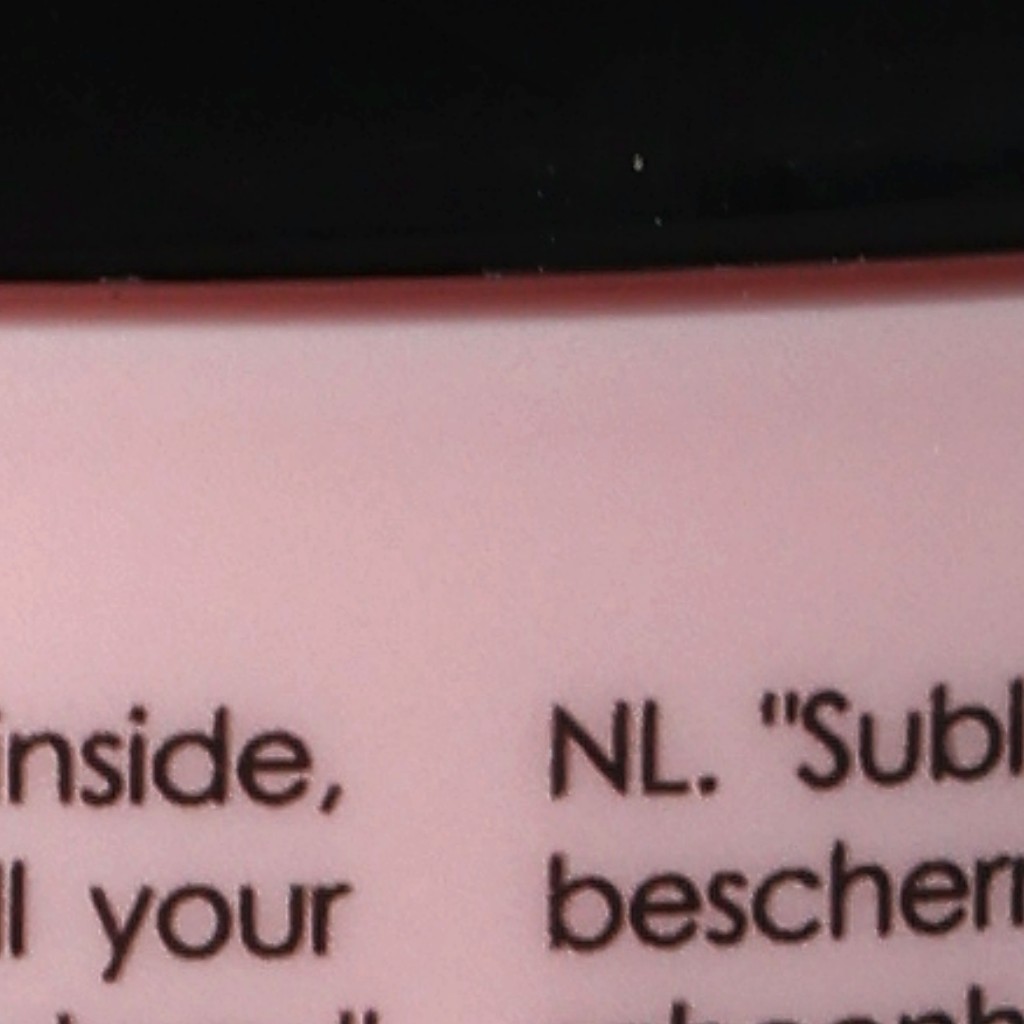 inside,
your
NL. "Subl
bescher